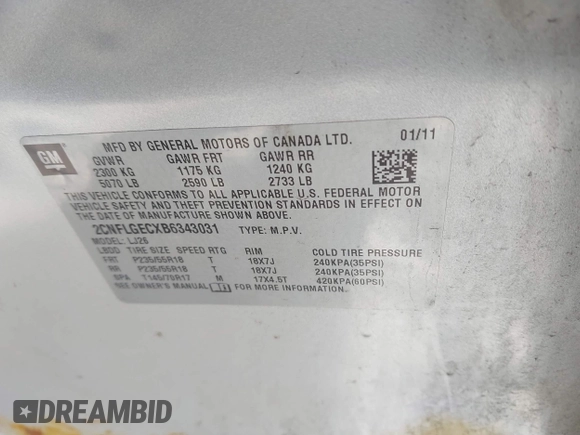 GM
MFD BY GENERAL MOTORS OF CANADA LTD. 01/11
GVWR GAWR FRT GAWR RR
2300 KG 1175 KG 1240 KG
5070 LB 2590 LB 2733 LB
THIS VEHICLE CONFORMS TO ALL APPLICABLE U.S. FEDERAL MOTOR
VEHICLE SAFETY AND THEFT PREVENTION STANDARDS IN EFFECT
ON THE DATE OF MANUFACTURE SHOWN ABOVE.
2CNFLGECXB6343031 TYPE: M.P.V.
MODEL: LJ26
LOAD TIRE SIZE SPEED RTG RIM COLD TIRE PRESSURE
FRT P235/55R18 T 18X7J 240KPA(35PSI)
RR P235/55R18 T 18X7J 240KPA(35PSI)
SPA T145/70R17 M 17X4.5T 420KPA(60PSI)
SEE OWNER'S MANUAL FOR MORE INFORMATION.
DREAMBID